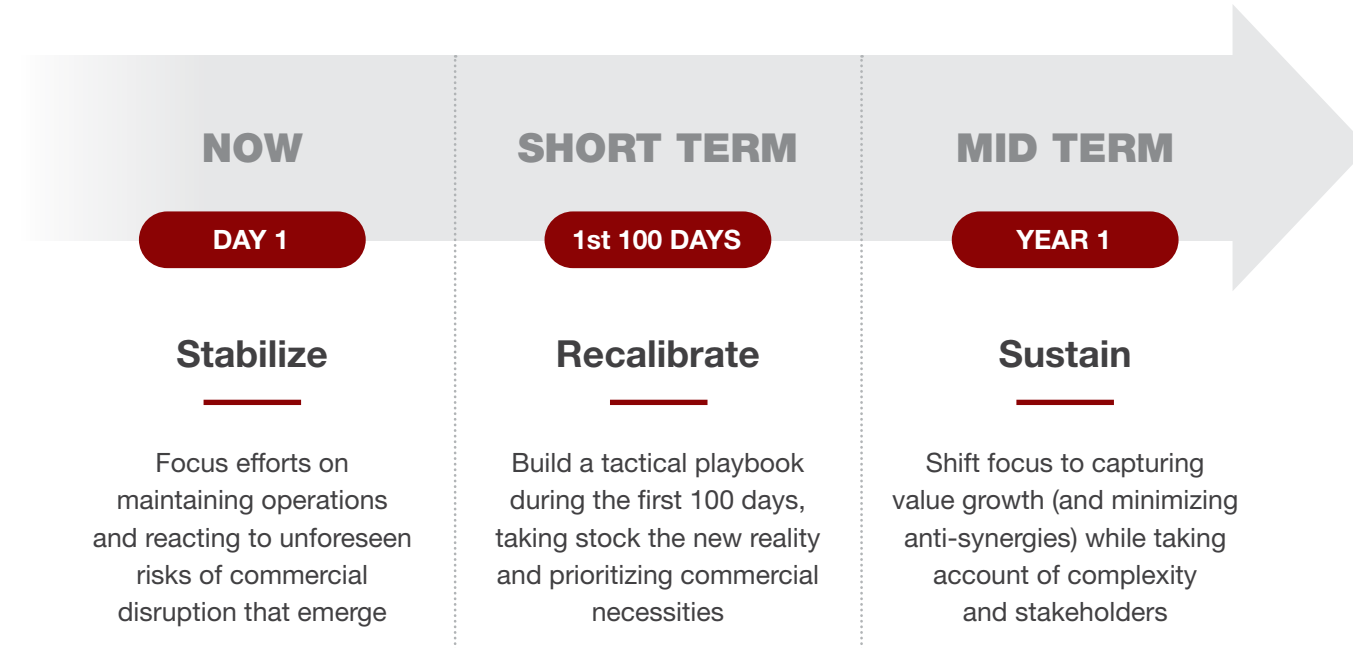 NOW
DAY 1
Stabilize
Focus efforts on
maintaining operations
and reacting to unforeseen
risks of commercial
disruption that emerge
SHORT TERM
1st 100 DAYS
Recalibrate
Build a tactical playbook
during the first 100 days,
taking stock the new reality
and prioritizing commercial
necessities
MID TERM
YEAR 1
Sustain
Shift focus to capturing
value growth (and minimizing
anti-synergies) while taking
account of complexity
and stakeholders